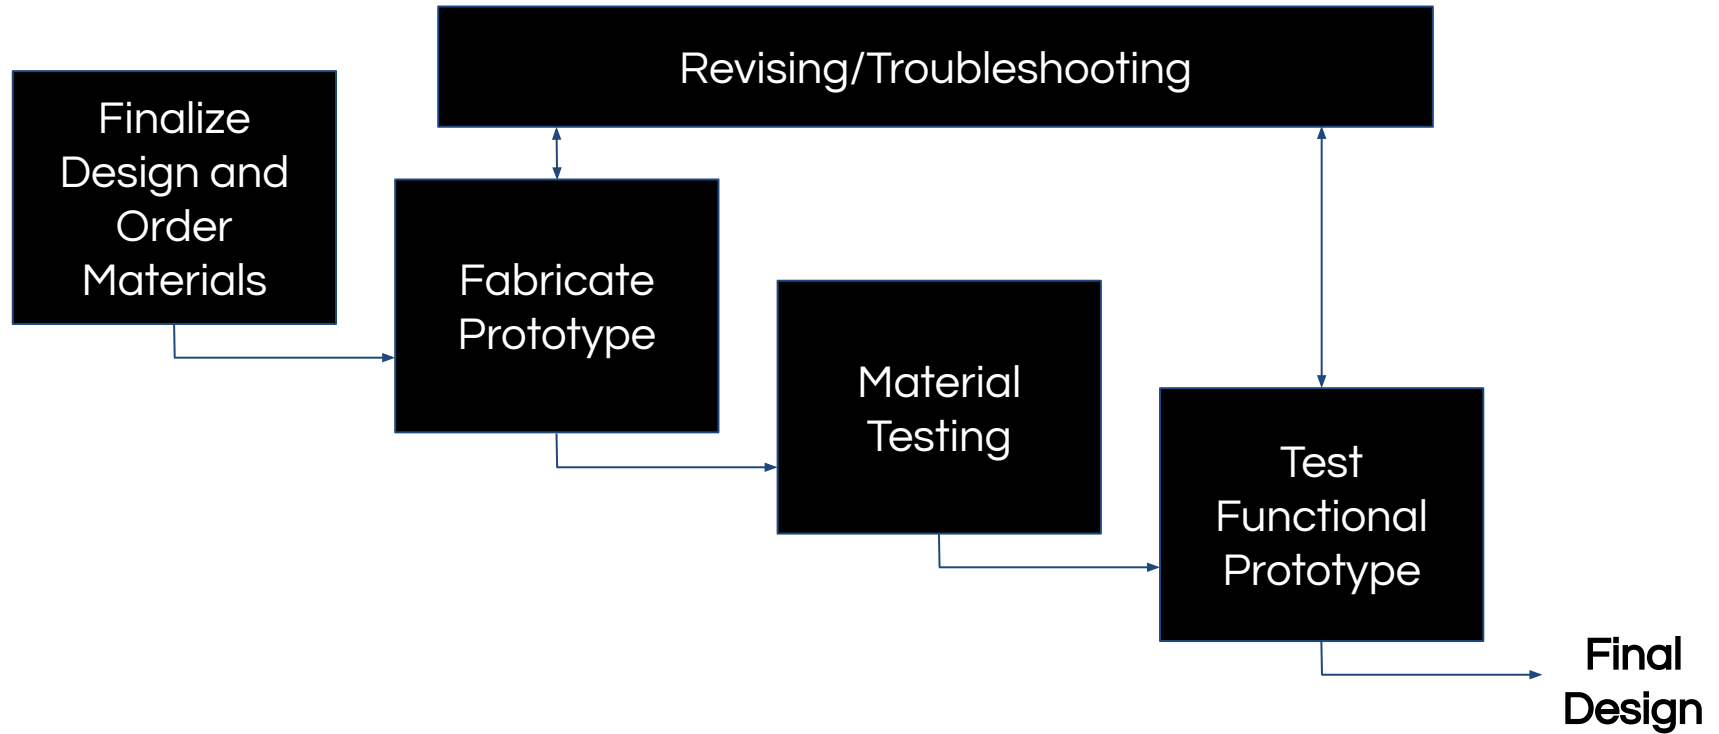 Revising/Troubleshooting
Finalize
Design and
Order
Materials
Fabricate
Prototype
Material
Testing
Test
Functional
Prototype
Final
Design